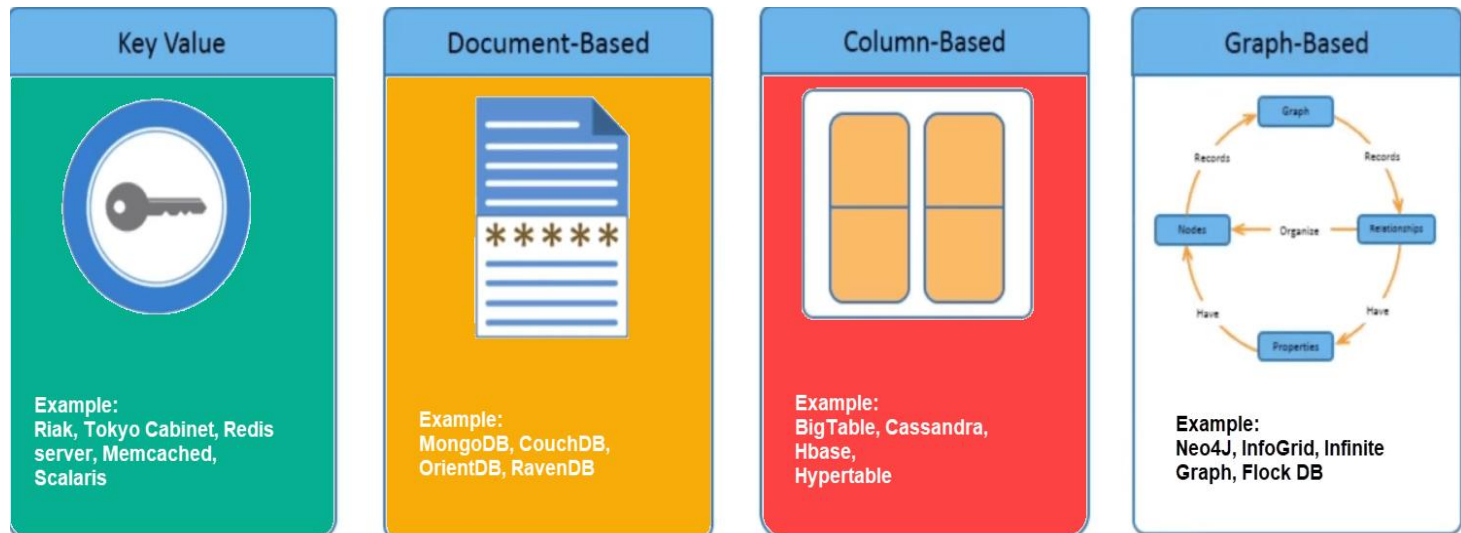 Key Value
Example:
Riak, Tokyo Cabinet, Redis
server, Memcached,
Scalaris
Document-Based
*****
Example:
MongoDB, CouchDB,
OrientDB, RavenDB
Column-Based
Example:
BigTable, Cassandra,
Hbase,
Hypertable
Graph-Based
Graph
Records
Records
Nodes
Organize
Relationships
Have
Have
Properties
Example:
Neo4J, InfoGrid, Infinite
Graph, Flock DB